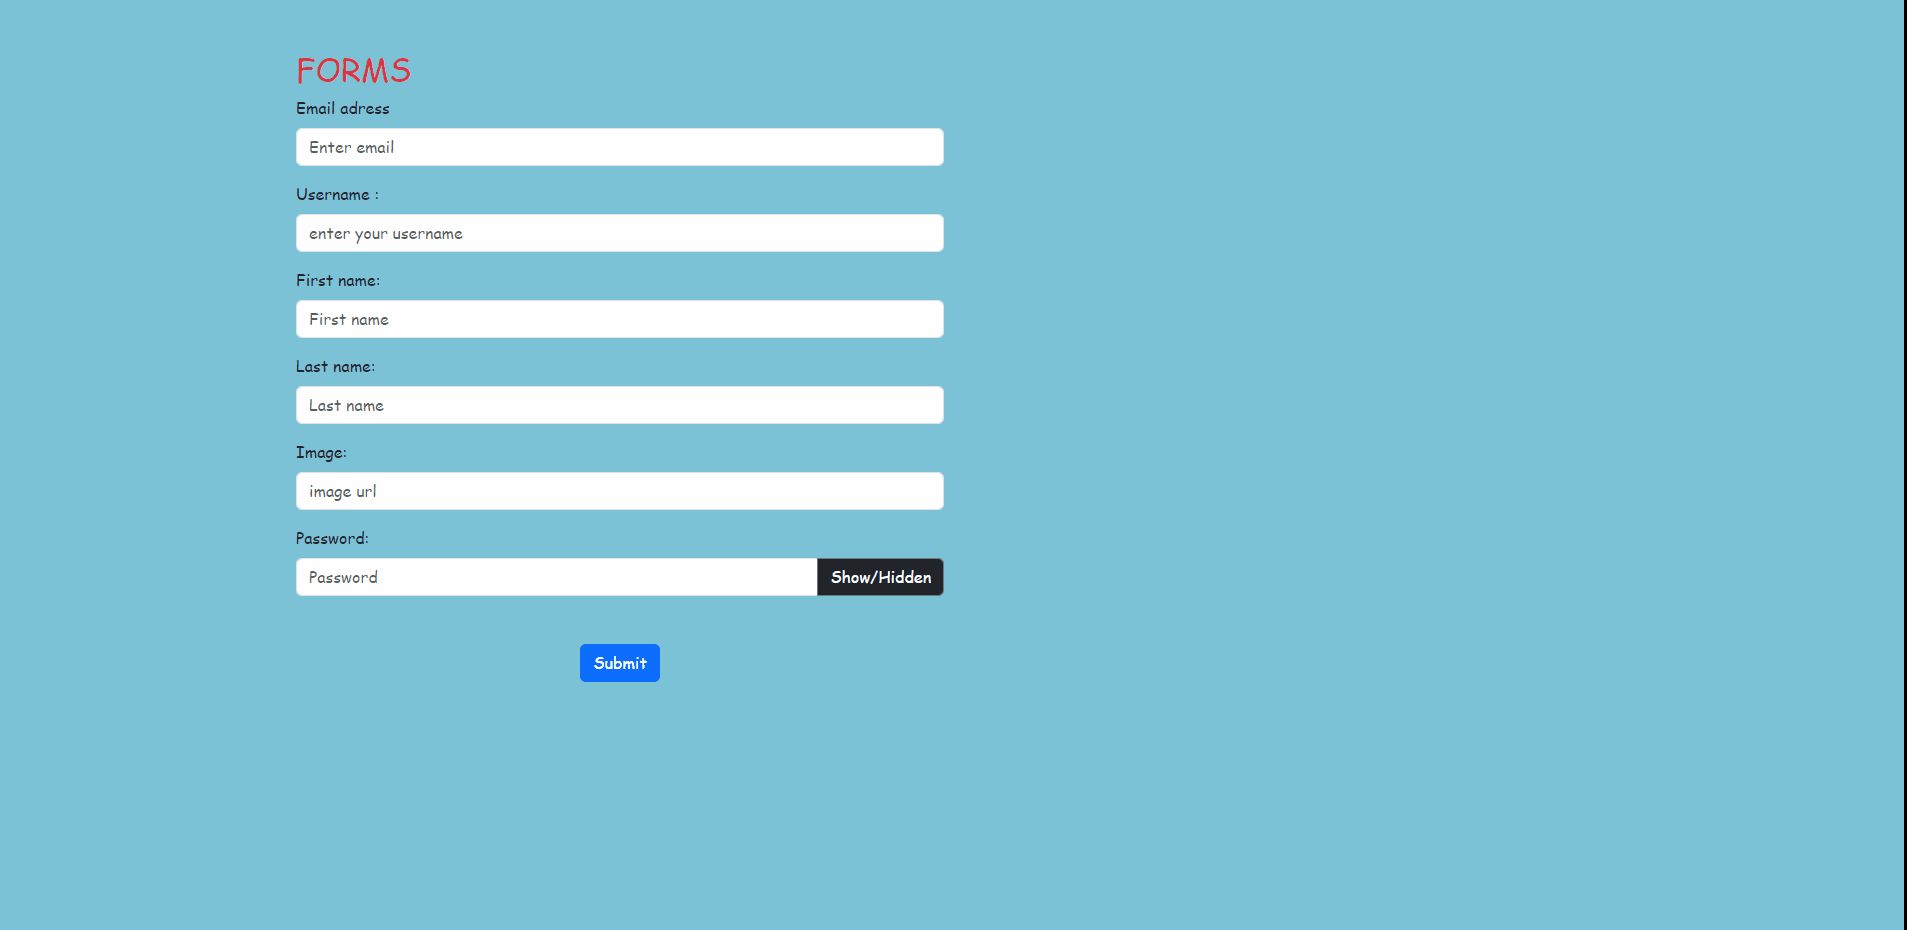 FORMS
Email adress
Enter email
Username :
enter your username
First name:
First name
Last name:
Last name
Image:
image url
Password:
Password Show/Hidden
Submit